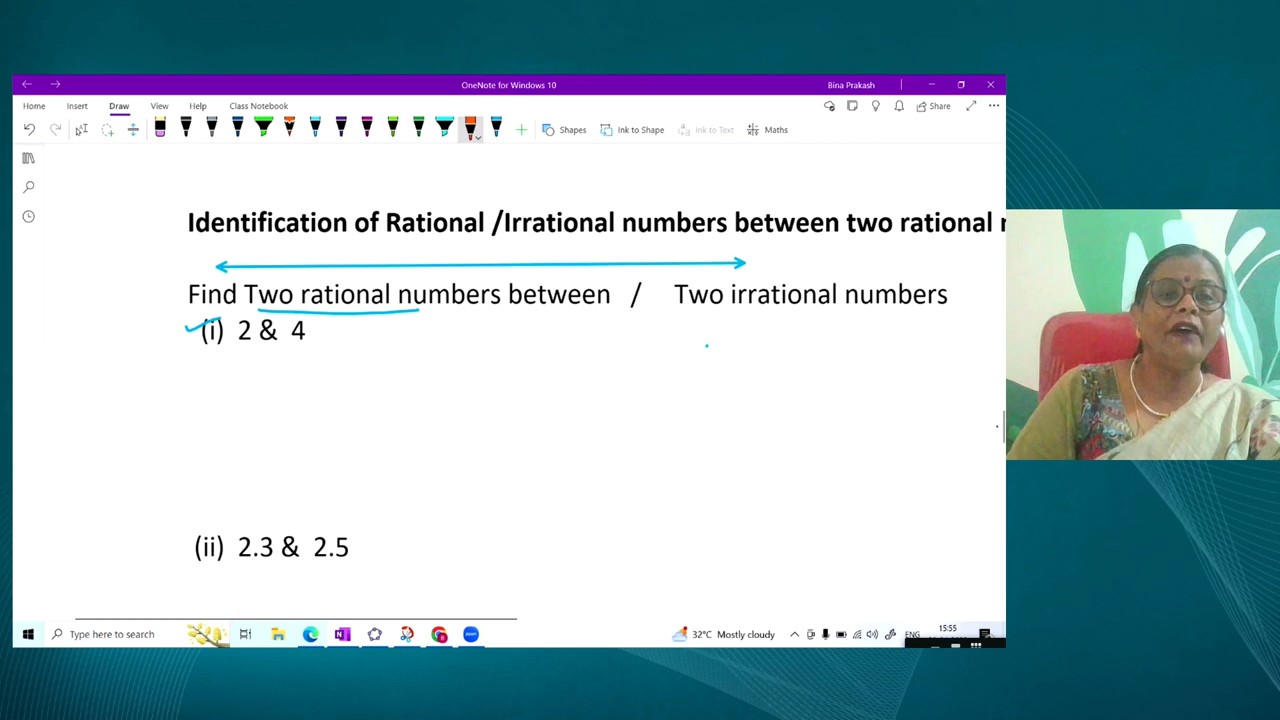 OneNote for Windows 10
Bina Prakash
Home Insert Draw View Help Class Notebook
Share
Shapes Ink to Shape Ink to Text Maths
Identification of Rational /Irrational numbers between two rational
Find Two rational numbers between / Two irrational numbers
(i) 2 & 4
(ii) 2.3 & 2.5
Type here to search
32°C Mostly cloudy
ENG
15:55